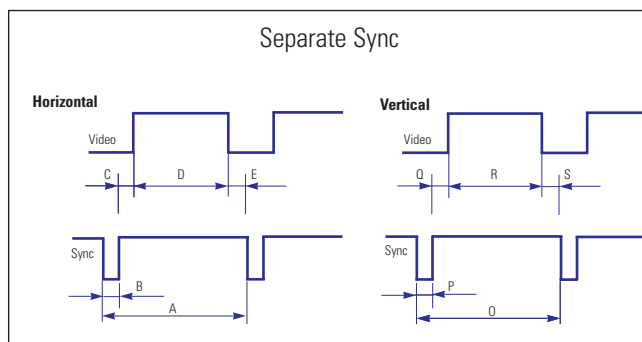 Separate Sync
Horizontal
Video
C D E
Sync
B
A
Vertical
Video
Q R S
Sync
P
O